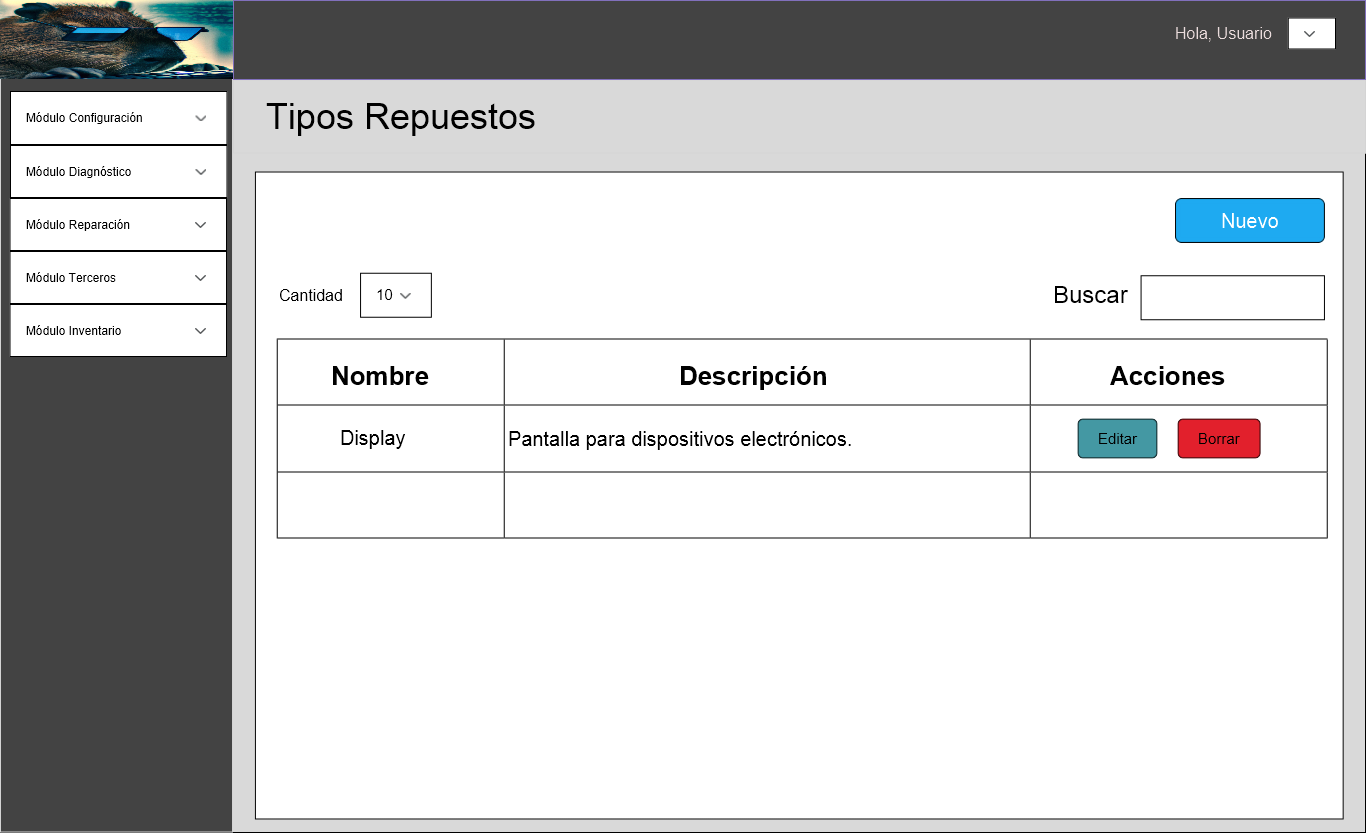 Hola, Usuario
Módulo Configuración
Módulo Diagnóstico
Módulo Reparación
Módulo Terceros
Módulo Inventario
Tipos Repuestos
Nuevo
Cantidad 10 Buscar
Nombre Descripción Acciones
Display Pantalla para dispositivos electrónicos. Editar Borrar